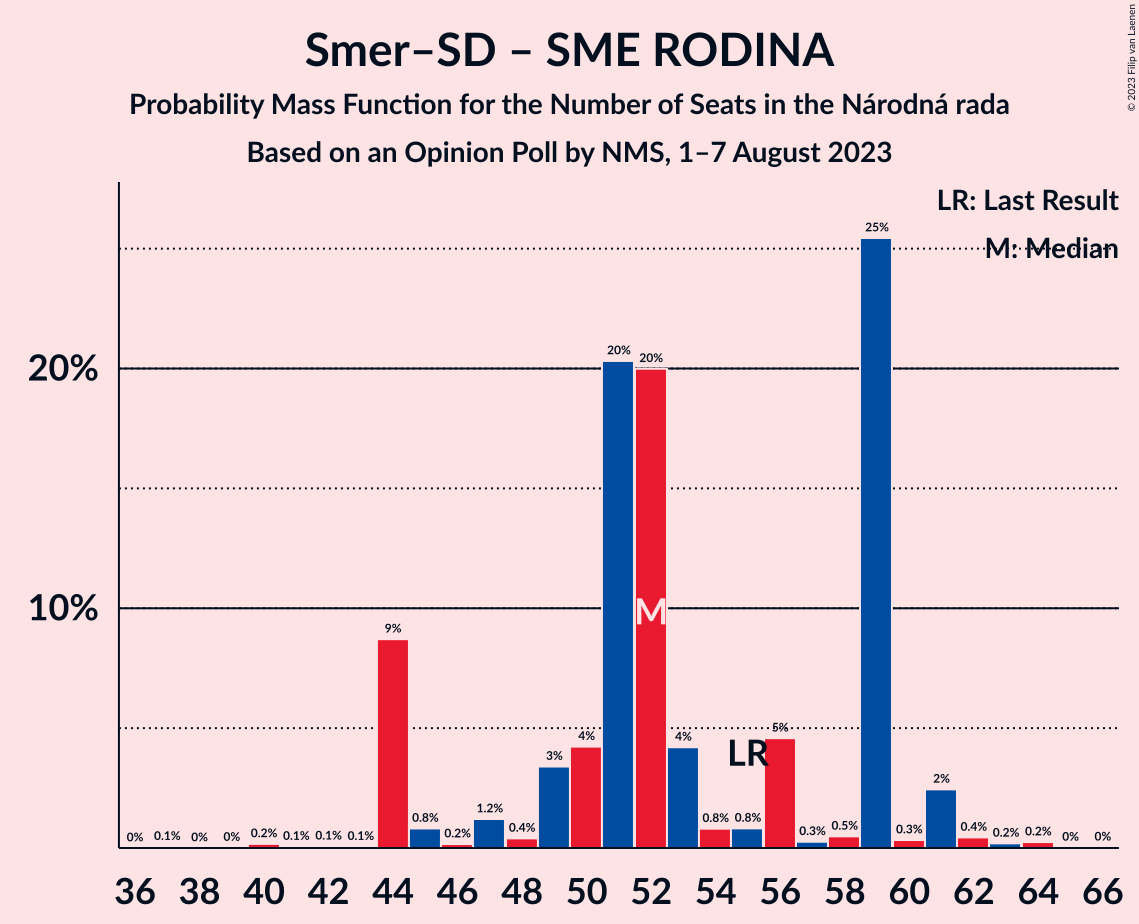 Smer–SD – SME RODINA
Probability Mass Function for the Number of Seats in the Národná rada
Based on an Opinion Poll by NMS, 1–7 August 2023
© 2023 Filip van Laenen
LR: Last Result
M: Median
20%
10%
0% 0.1% 0% 0% 0.2% 0.1% 0.1% 0.1% 9% 0.8% 0.2% 1.2% 0.4% 3% 4% 20% 20% 4% 0.8% 0.8% 5% 0.3% 0.5% 25% 0.3% 2% 0.4% 0.2% 0.2% 0% 0%
M
LR
36 38 40 42 44 46 48 50 52 54 56 58 60 62 64 66